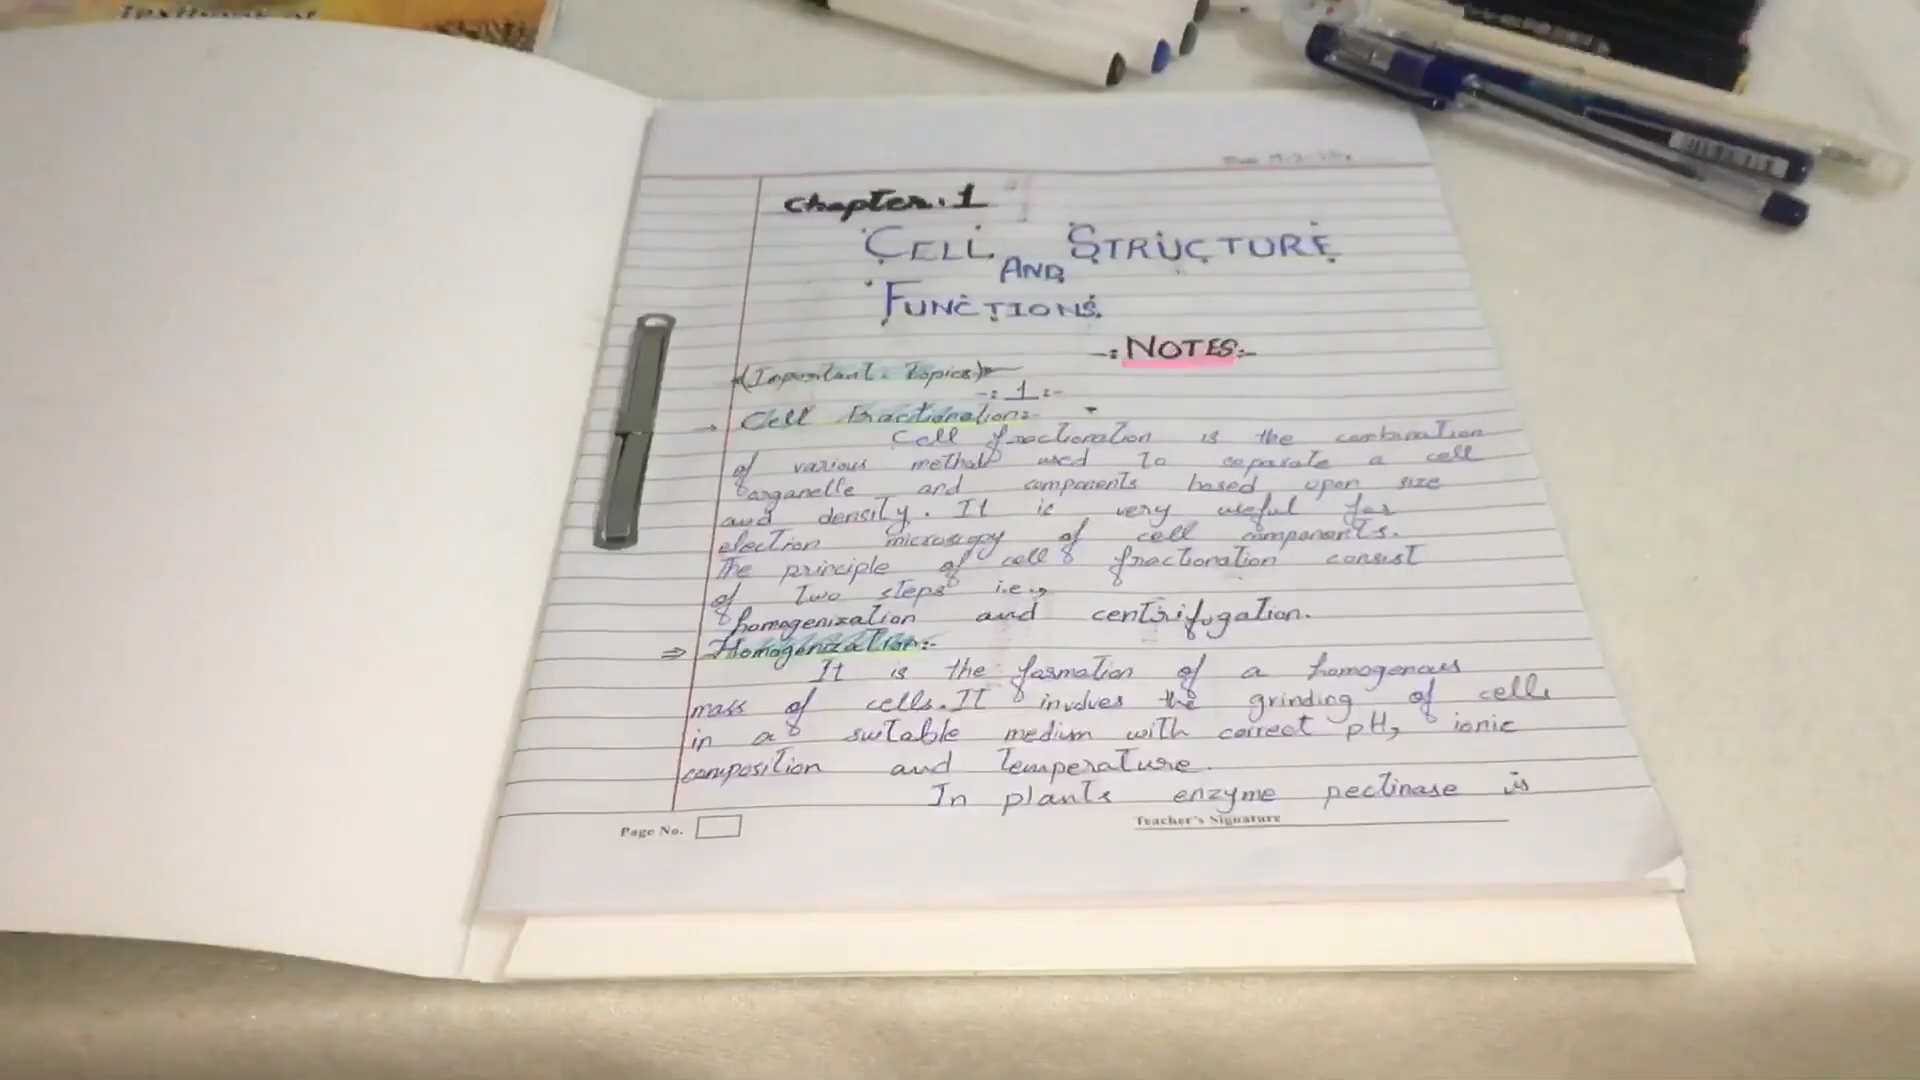 Textbook of
Chapter.1
CELL AND STRUCTURE
FUNCTIONS.
-:NOTES:-
(Important Topics)
-:1:-
→ Cell Fractionation:-
Cell fractionation is the combination
of various methods used to separate a cell
organelle and components based upon size
and density. It is very useful for
electron microscopy of cell components.
The principle of cell fractionation consist
of two steps i.e.,
homogenization and centrifugation.
⇒ Homogenization:-
It is the formation of a homogenous
mass of cells. It involves the grinding of cells
in a suitable medium with correct pH, ionic
composition and temperature.
In plants enzyme pectinase is
Page No.
Teacher's Signature